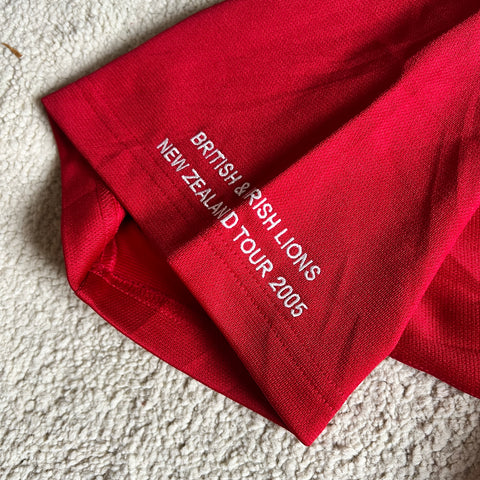 BRITISH & IRISH LIONS
NEW ZEALAND TOUR 2005